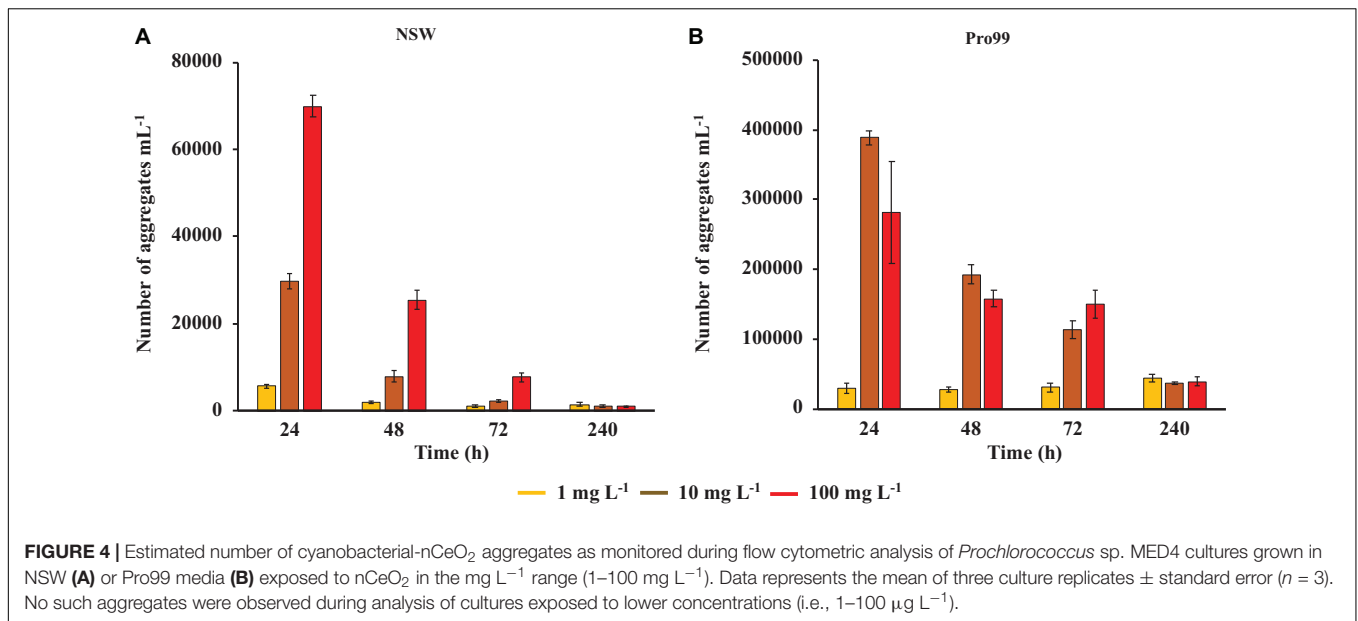 A
NSW
80000
60000
40000
20000
0
Number of aggregates mL⁻¹
24 48 72 240
Time (h)
B
Pro99
500000
400000
300000
200000
100000
0
Number of aggregates mL⁻¹
24 48 72 240
Time (h)
1 mg L⁻¹ 10 mg L⁻¹ 100 mg L⁻¹
FIGURE 4 | Estimated number of cyanobacterial-nCeO₂ aggregates as monitored during flow cytometric analysis of Prochlorococcus sp. MED4 cultures grown in
NSW (A) or Pro99 media (B) exposed to nCeO₂ in the mg L⁻¹ range (1–100 mg L⁻¹). Data represents the mean of three culture replicates ± standard error (n = 3).
No such aggregates were observed during analysis of cultures exposed to lower concentrations (i.e., 1–100 μg L⁻¹).